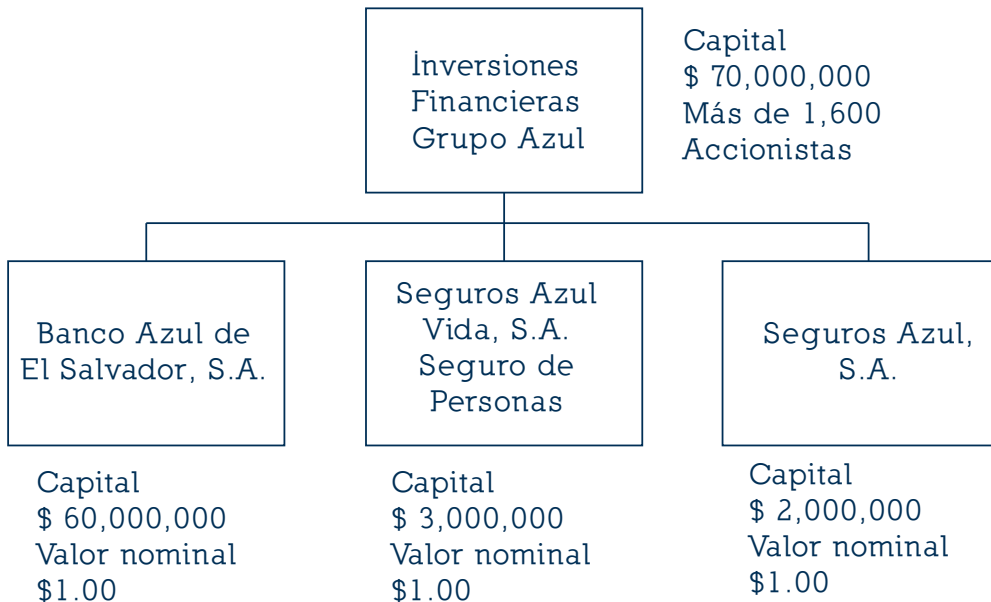 Inversiones
Financieras
Grupo Azul
Capital
$ 70,000,000
Más de 1,600
Accionistas
Banco Azul de
El Salvador, S.A.
Seguros Azul
Vida, S.A.
Seguro de
Personas
Seguros Azul,
S.A.
Capital
$ 60,000,000
Valor nominal
$1.00
Capital
$ 3,000,000
Valor nominal
$1.00
Capital
$ 2,000,000
Valor nominal
$1.00